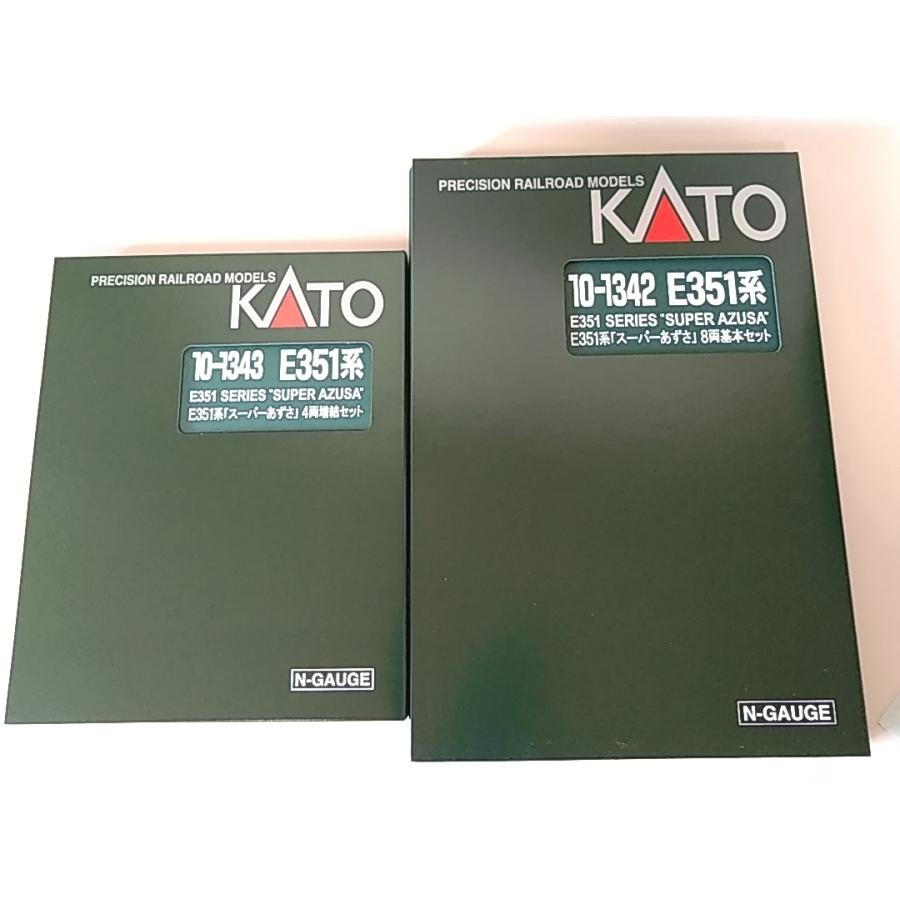 PRECISION RAILROAD MODELS
KATO
10-1343 E351系
E351 SERIES "SUPER AZUSA"
E351系「スーパーあずさ」 4両増結セット
N-GAUGE
PRECISION RAILROAD MODELS
KATO
10-1342 E351系
E351 SERIES "SUPER AZUSA"
E351系「スーパーあずさ」 8両基本セット
N-GAUGE